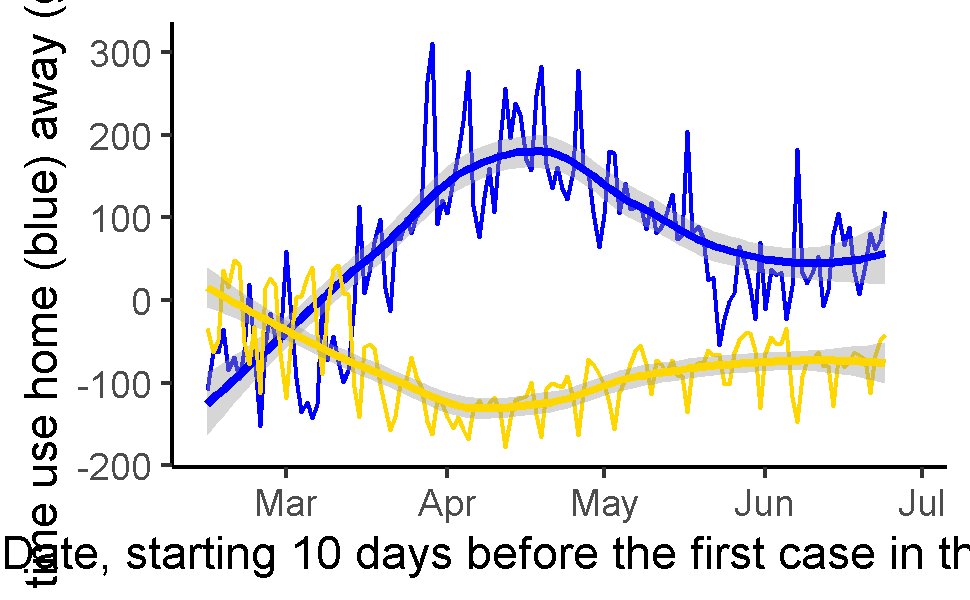 time use home (blue) away (
300
200
100
0
-100
-200
Mar Apr May Jun Jul
Date, starting 10 days before the first case in th